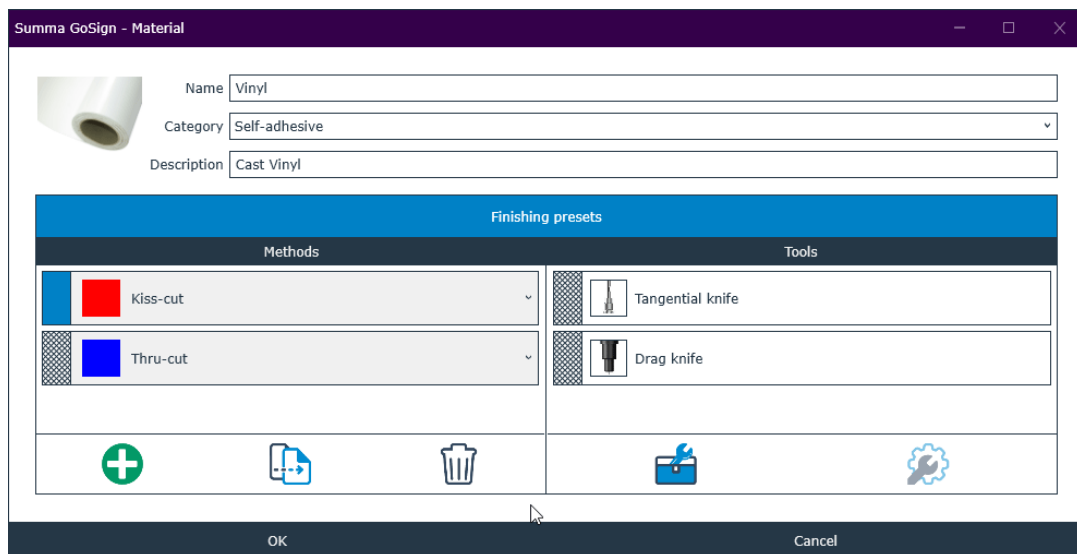 Summa GoSign - Material
Name Vinyl
Category Self-adhesive
Description Cast Vinyl
Finishing presets
Methods Tools
Kiss-cut Tangential knife
Thru-cut Drag knife
OK Cancel